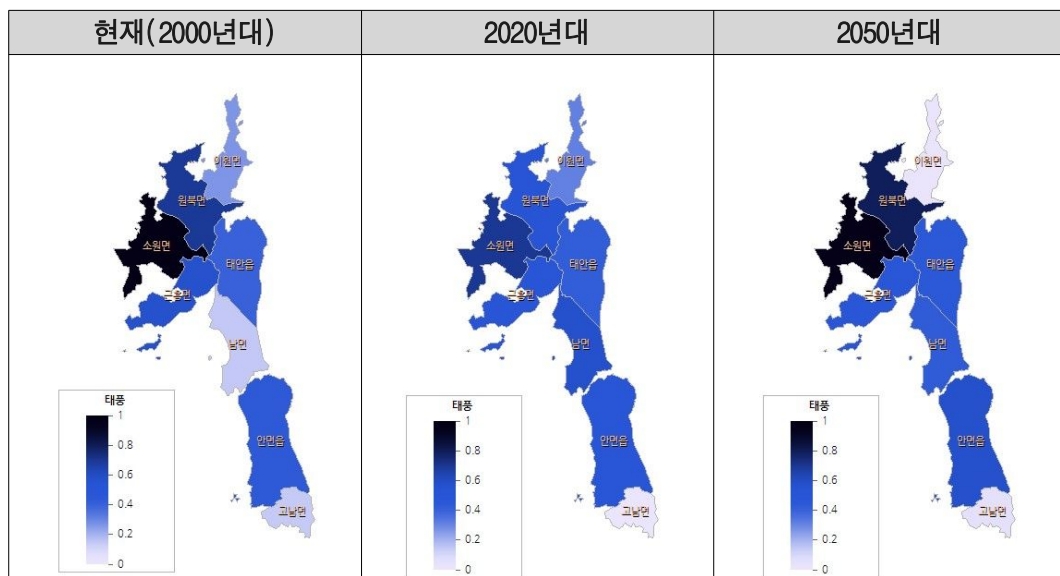 현재(2000년대)
2020년대
2050년대
이원면
원북면
소원면
태안읍
근흥면
남면
안면읍
고남면
태풍
1
0.8
0.6
0.4
0.2
0
이원면
원북면
소원면
태안읍
근흥면
남면
안면읍
고남면
태풍
1
0.8
0.6
0.4
0.2
0
이원면
원북면
소원면
태안읍
근흥면
남면
안면읍
고남면
태풍
1
0.8
0.6
0.4
0.2
0